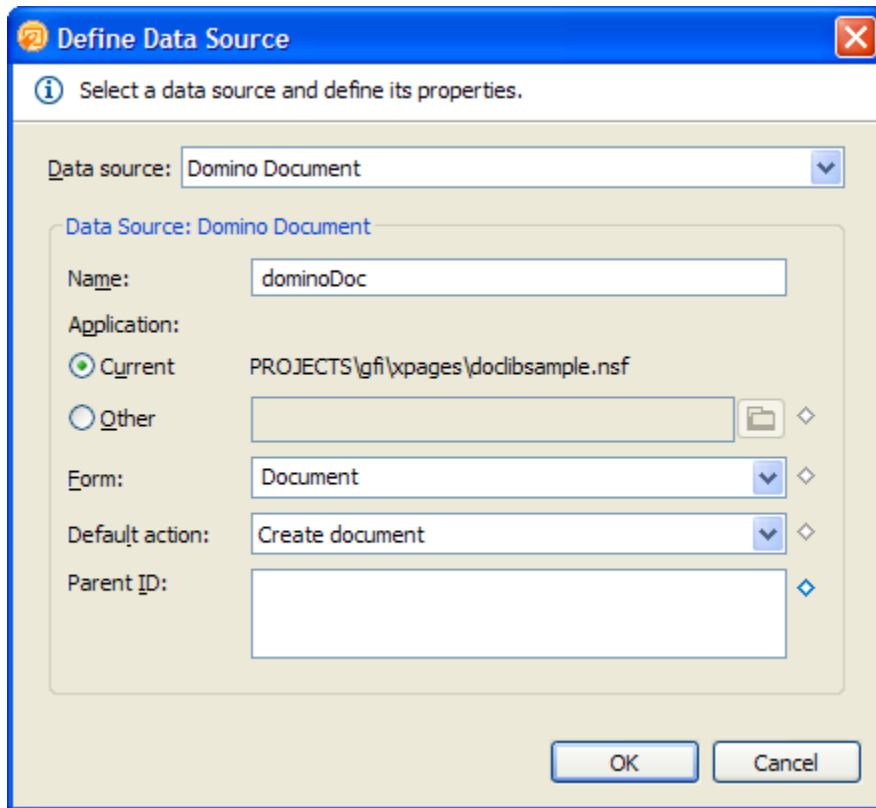 Define Data Source
Select a data source and define its properties.
Data source: Domino Document
Data Source: Domino Document
Name: dominoDoc
Application:
Current PROJECTS\gfi\xpages\doclibsample.nsf
Other
Form: Document
Default action: Create document
Parent ID:
OK Cancel